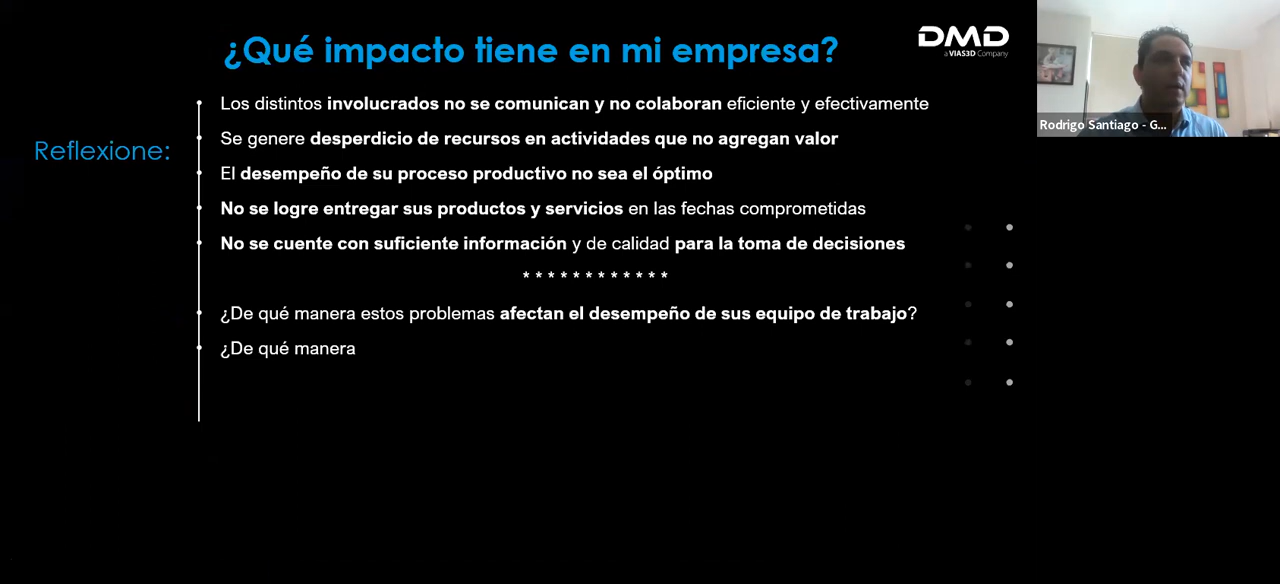 ¿Qué impacto tiene en mi empresa?
DMD
a VIAS3D Company
Rodrigo Santiago - G...
Reflexione:
Los distintos involucrados no se comunican y no colaboran eficiente y efectivamente
Se genere desperdicio de recursos en actividades que no agregan valor
El desempeño de su proceso productivo no sea el óptimo
No se logre entregar sus productos y servicios en las fechas comprometidas
No se cuente con suficiente información y de calidad para la toma de decisiones
* * * * * * * * * * * *
¿De qué manera estos problemas afectan el desempeño de sus equipo de trabajo?
¿De qué manera